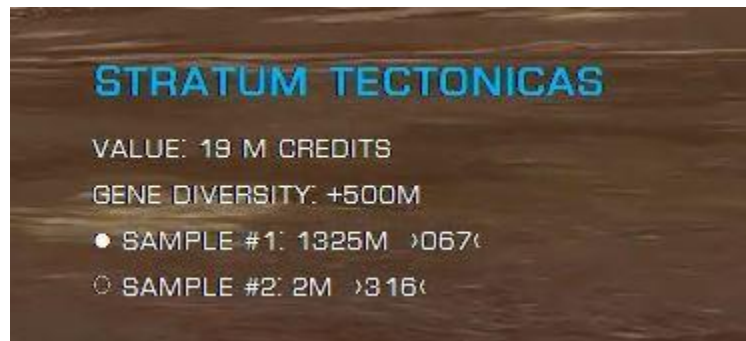 STRATUM TECTONICAS
VALUE: 19 M CREDITS
GENE DIVERSITY: +500M
SAMPLE #1: 1325M ›067‹
SAMPLE #2: 2M ›316‹